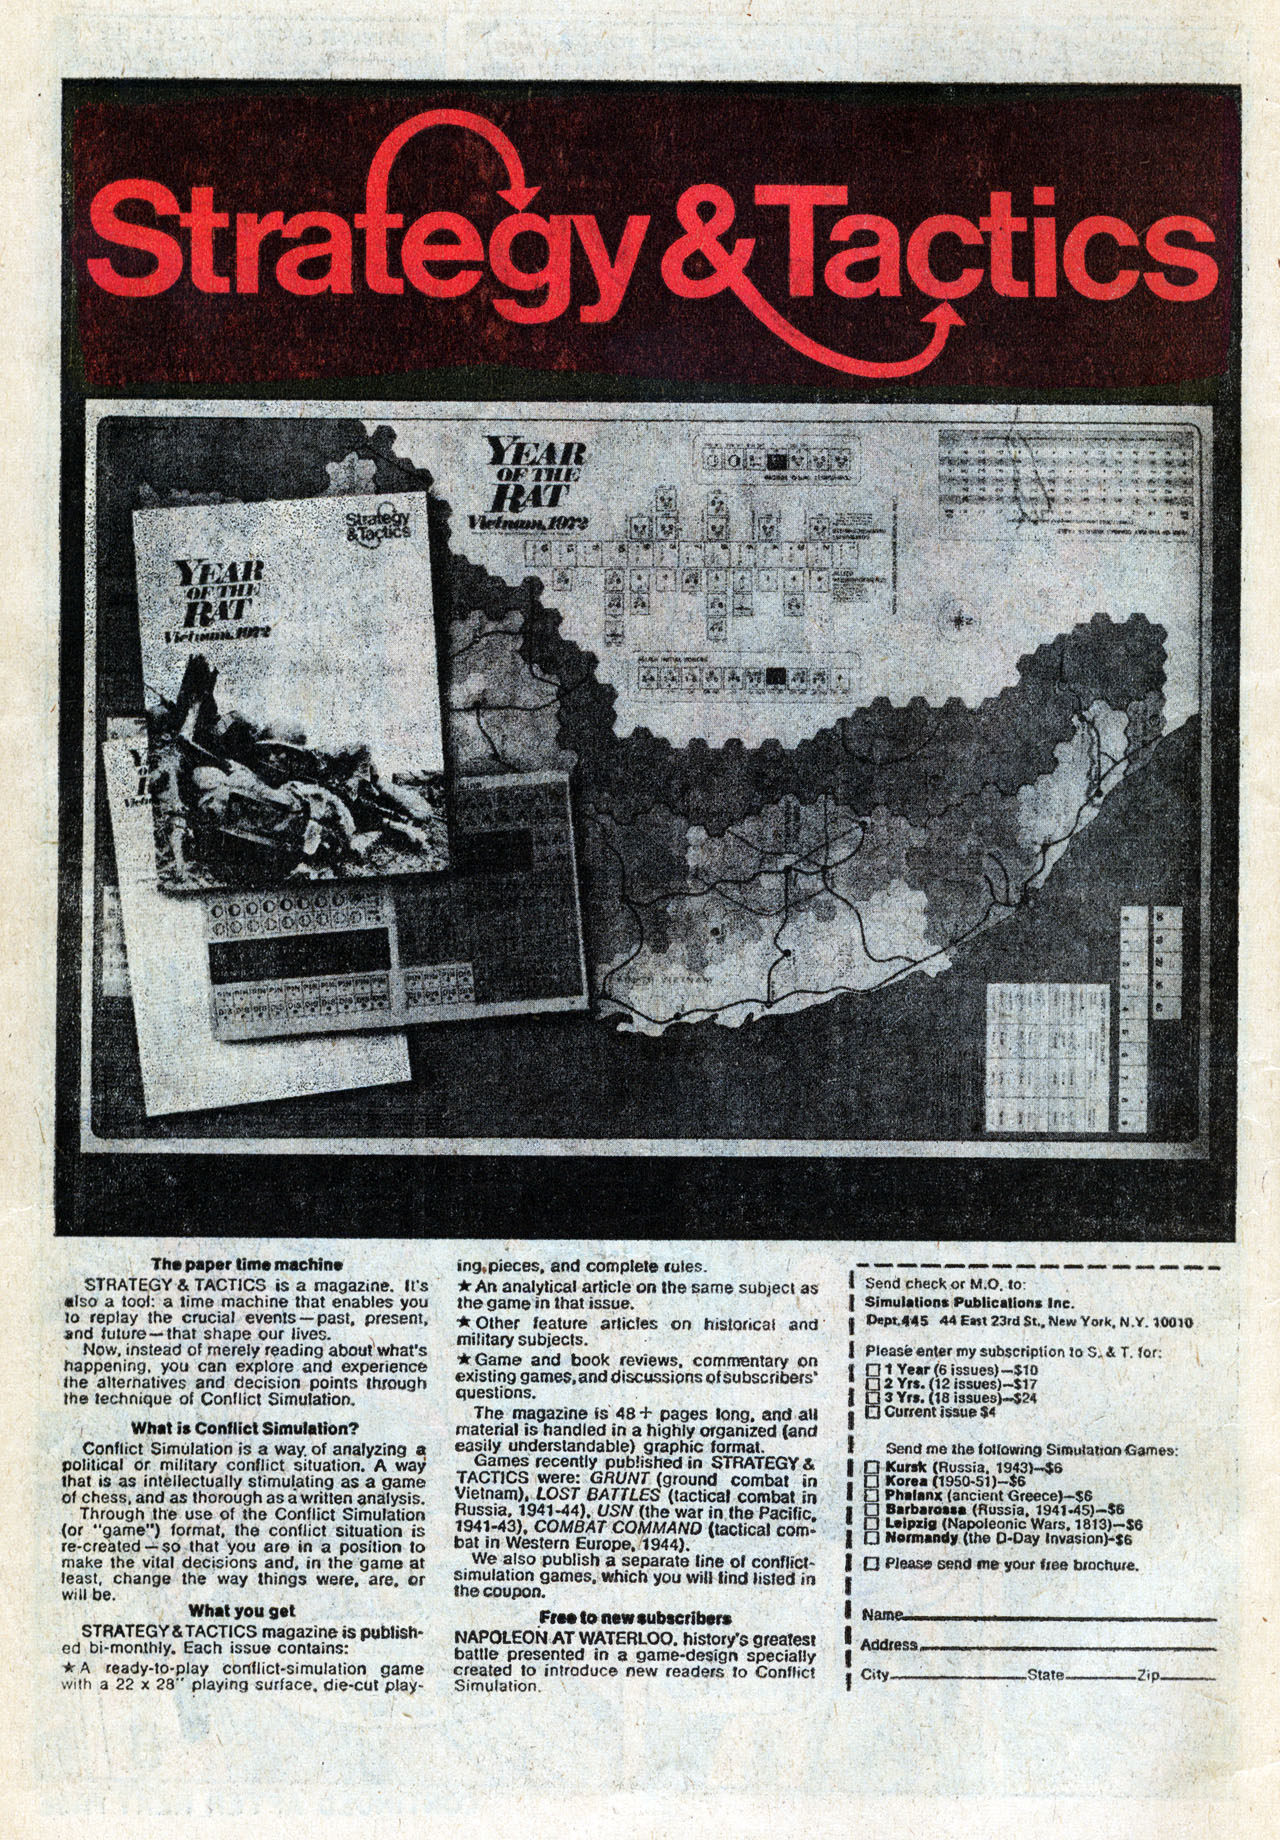 Strategy & Tactics
YEAR
OF THE
RAT
Vietnam, 1972
Strategy
& Tactics
YEAR
OF THE
RAT
Vietnam, 1972
The paper time machine
STRATEGY & TACTICS is a magazine. It's
also a tool: a time machine that enables you
to replay the crucial events—past, present,
and future—that shape our lives.
Now, instead of merely reading about what's
happening, you can explore and experience
the alternatives and decision points through
the technique of Conflict Simulation.
What is Conflict Simulation?
Conflict Simulation is a way of analyzing a
political or military conflict situation. A way
that is as intellectually stimulating as a game
of chess, and as thorough as a written analysis.
Through the use of the Conflict Simulation
(or "game") format, the conflict situation is
re-created—so that you are in a position to
make the vital decisions and, in the game at
least, change the way things were, are, or
will be.
What you get
STRATEGY & TACTICS magazine is publish-
ed bi-monthly. Each issue contains:
★ A ready-to-play conflict-simulation game
with a 22 x 28" playing surface, die-cut play-
ing pieces, and complete rules.
★ An analytical article on the same subject as
the game in that issue.
★ Other feature articles on historical and
military subjects.
★ Game and book reviews, commentary on
existing games, and discussions of subscribers'
questions.
The magazine is 48+ pages long, and all
material is handled in a highly organized (and
easily understandable) graphic format.
Games recently published in STRATEGY &
TACTICS were: GRUNT (ground combat in
Vietnam), LOST BATTLES (tactical combat in
Russia, 1941-44), USN (the war in the Pacific,
1941-43), COMBAT COMMAND (tactical com-
bat in Western Europe, 1944).
We also publish a separate line of conflict-
simulation games, which you will find listed in
the coupon.
Free to new subscribers
NAPOLEON AT WATERLOO, history's greatest
battle presented in a game-design specially
created to introduce new readers to Conflict
Simulation.
Send check or M.O. to:
Simulations Publications Inc.
Dept. 445 44 East 23rd St., New York, N.Y. 10010
Please enter my subscription to S. & T. for:
1 Year (6 issues)—$10
2 Yrs. (12 issues)—$17
3 Yrs. (18 issues)—$24
Current issue $4
Send me the following Simulation Games:
Kursk (Russia, 1943)—$6
Korea (1950-51)—$6
Phalanx (ancient Greece)—$6
Barbarossa (Russia, 1941-45)—$6
Leipzig (Napoleonic Wars, 1813)—$6
Normandy (the D-Day Invasion)—$6
Please send me your free brochure.
Name
Address
City State Zip